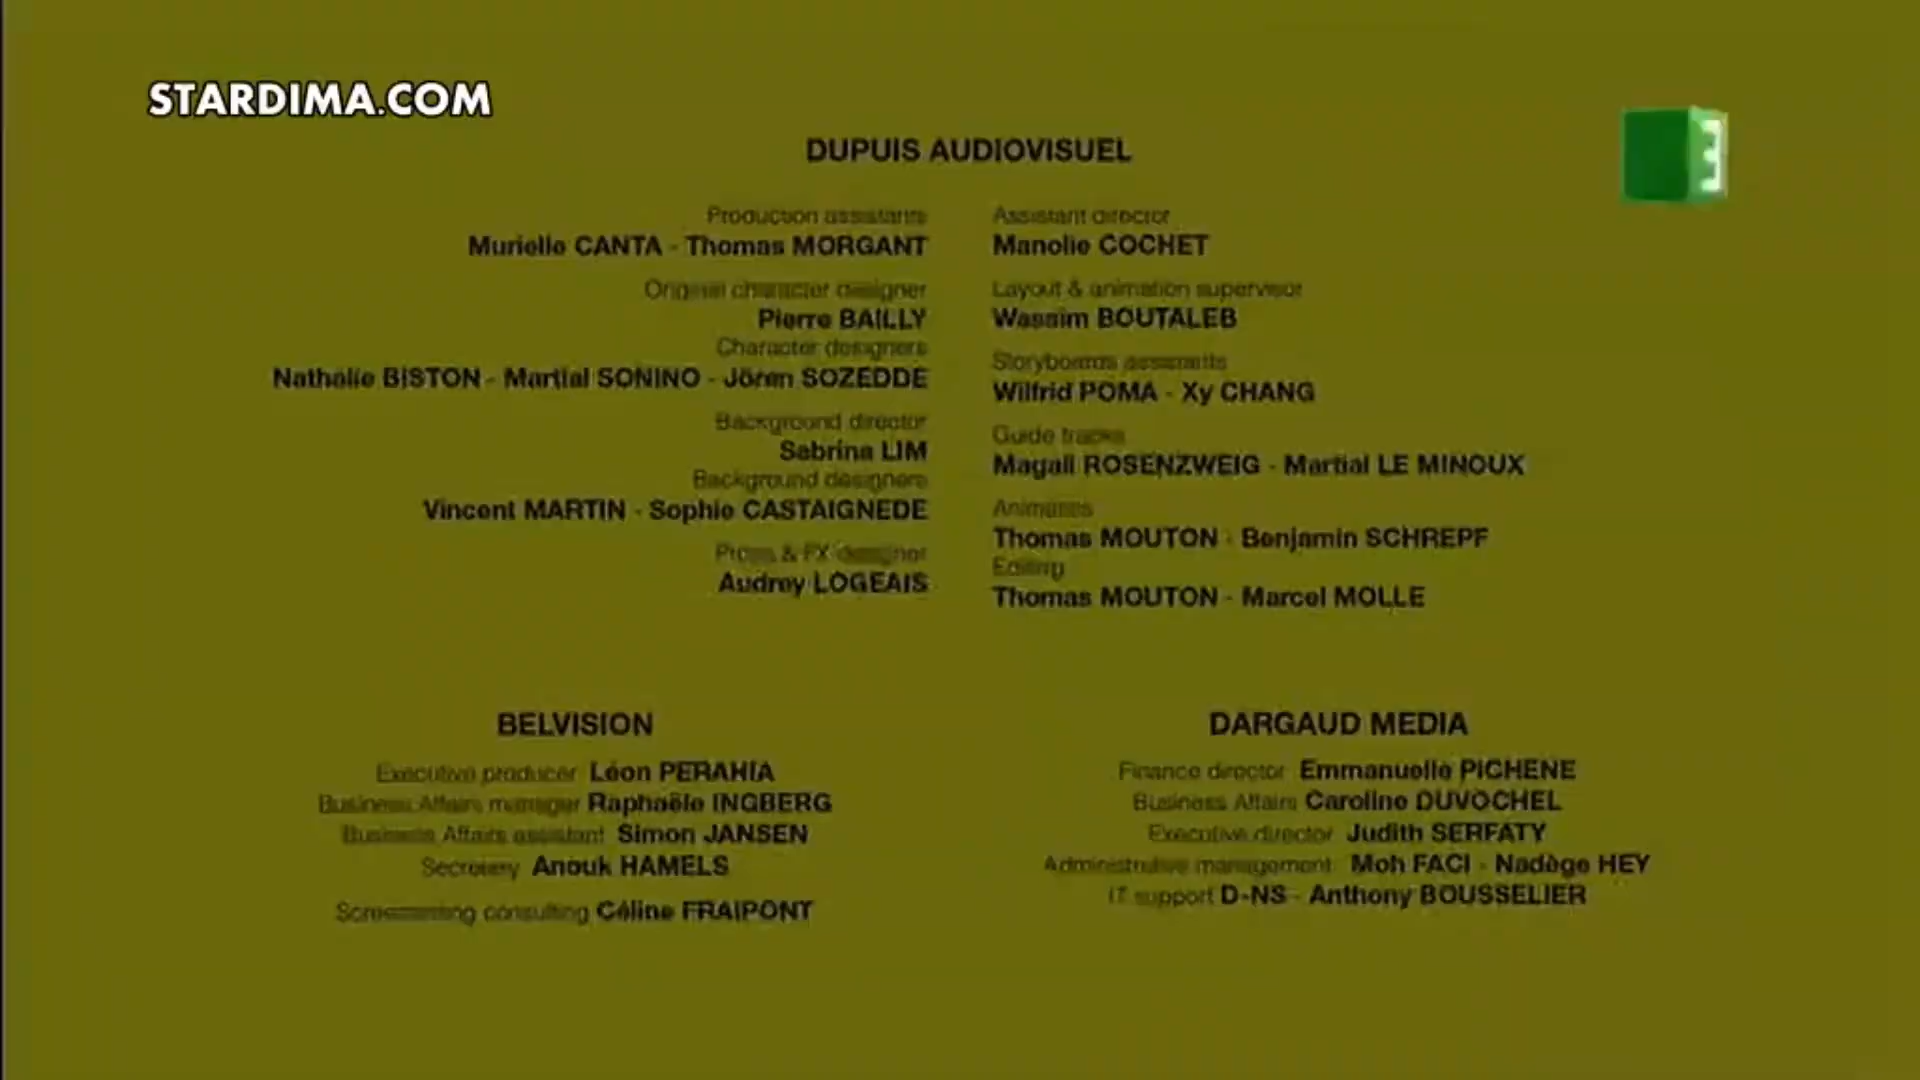 STARDIMA.COM
DUPUIS AUDIOVISUEL
Production assistants
Murielle CANTA - Thomas MORGANT
Original character designer
Pierre BAILLY
Character designers
Nathalie BISTON - Martial SONINO - Jören SOZEDDE
Background director
Sabrina LIM
Background designers
Vincent MARTIN - Sophie CASTAIGNEDE
Props & FX designer
Audrey LOGEAIS
Assistant director
Manolie COCHET
Layout & animation supervisor
Wassim BOUTALEB
Storyboards assistants
Wilfrid POMA - Xy CHANG
Guide tracks
Magali ROSENZWEIG - Martial LE MINOUX
Animatics
Thomas MOUTON - Benjamin SCHREPF
Editing
Thomas MOUTON - Marcel MOLLE
BELVISION
Executive producer Léon PERAHIA
Business Affairs manager Raphaële INGBERG
Business Affairs assistant Simon JANSEN
Secretary Anouk HAMELS
Screenwriting consulting Céline FRAIPONT
DARGAUD MEDIA
Finance director Emmanuelle PICHENE
Business Affairs Caroline DUVOCHEL
Executive director Judith SERFATY
Administrative management Moh FACI - Nadège HEY
IT support D-NS - Anthony BOUSSELIER
3